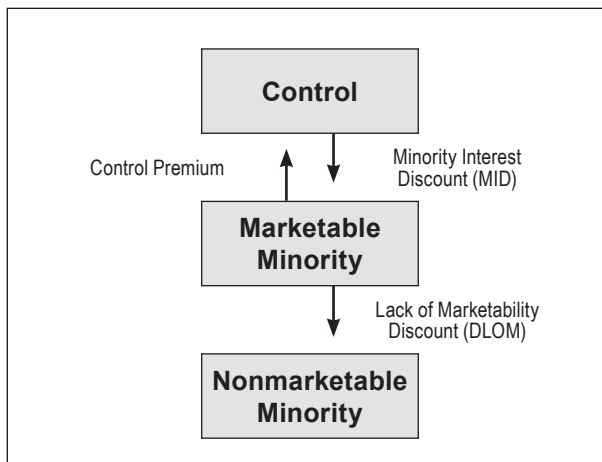 Control
Control Premium
Minority Interest
Discount (MID)
Marketable
Minority
Lack of Marketability
Discount (DLOM)
Nonmarketable
Minority